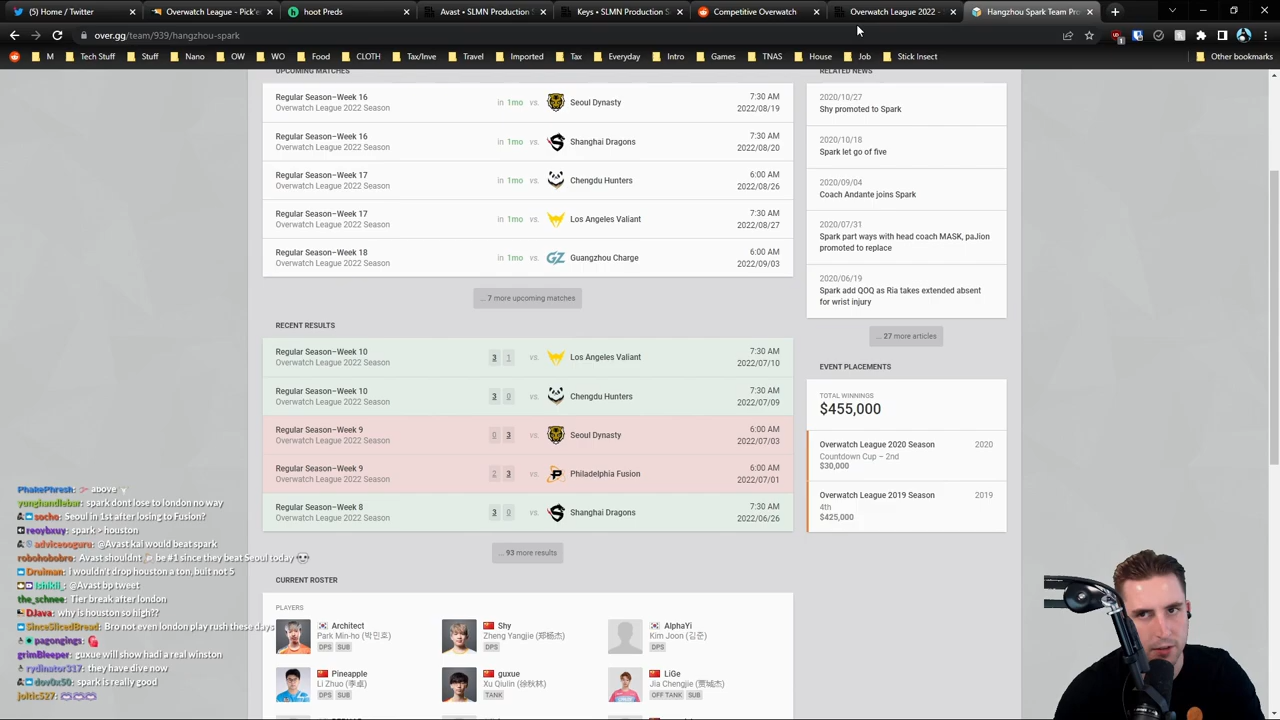 (1) Twitter
Overwatch League - Pick'e
hoot Preds
Avast • SLMN Production S
Keys • SLMN Production S
Competitive Overwatch
Overwatch League 2022 -
Hangzhou Spark Team Pro
over.gg/team/939/hangzhou-spark
M
Tech Stuff
Stuff
Nano
OW
WO
Food
CLOTH
Tax/Inve
Travel
Imported
Tax
Everyday
Intro
Games
TNAS
House
Job
Stick Insect
Other bookmarks
UPCOMING MATCHES
Regular Season–Week 16
Overwatch League 2022 Season
in 1mo vs. Seoul Dynasty
7:30 AM
2022/08/19
Regular Season–Week 16
Overwatch League 2022 Season
in 1mo vs. Shanghai Dragons
7:30 AM
2022/08/20
Regular Season–Week 17
Overwatch League 2022 Season
in 1mo vs. Chengdu Hunters
6:00 AM
2022/08/26
Regular Season–Week 17
Overwatch League 2022 Season
in 1mo vs. Los Angeles Valiant
7:30 AM
2022/08/27
Regular Season–Week 18
Overwatch League 2022 Season
in 1mo vs. GZ Guangzhou Charge
6:00 AM
2022/09/03
... 7 more upcoming matches
RECENT RESULTS
Regular Season–Week 10
Overwatch League 2022 Season
3 1 vs. Los Angeles Valiant
7:30 AM
2022/07/10
Regular Season–Week 10
Overwatch League 2022 Season
3 0 vs. Chengdu Hunters
7:30 AM
2022/07/09
Regular Season–Week 9
Overwatch League 2022 Season
0 3 vs. Seoul Dynasty
6:00 AM
2022/07/03
Regular Season–Week 9
Overwatch League 2022 Season
2 3 vs. Philadelphia Fusion
6:00 AM
2022/07/01
Regular Season–Week 8
Overwatch League 2022 Season
3 0 vs. Shanghai Dragons
7:30 AM
2022/06/26
... 93 more results
CURRENT ROSTER
PLAYERS
Architect
Park Min-ho (박민호)
DPS SUB
Shy
Zheng Yangjie (郑杨杰)
DPS
AlphaYi
Kim Joon (김준)
DPS
Pineapple
Li Zhuo (李卓)
DPS SUB
guxue
Xu Qiulin (徐秋林)
TANK
LiGe
Jia Chengjie (贾城杰)
OFF TANK SUB
RELATED NEWS
2020/10/27
Shy promoted to Spark
2020/10/18
Spark let go of five
2020/09/04
Coach Andante joins Spark
2020/07/31
Spark part ways with head coach MASK, paJion
promoted to replace
2020/06/19
Spark add QOQ as Ria takes extended absent
for wrist injury
... 27 more articles
EVENT PLACEMENTS
TOTAL WINNINGS
$455,000
Overwatch League 2020 Season 2020
Countdown Cup – 2nd
$30,000
Overwatch League 2019 Season 2019
4th
$425,000
PhakePhresh: above
yunghandlebar: spark dont lose to london no way
socho: Seoul in 1st after losing to Fusion?
reoybxuy: spark > houston
adviceooguru: @Avast kai would beat spark
robohobobro: Avast shouldnt be #1 since they beat Seoul today
Druiman: i wouldn't drop houston a ton, but not 5
ishikli_: @Avast bp tweet
the_schnee: Tier break after london
DJava: why is houston so high??
SinceSlicedBread: Bro not even london play rush these days
pagongings:
grimBleeper: guxue will show hadi a real winston
rydinator317: they have dive now
dov0x50: spark is really good
joltic527: